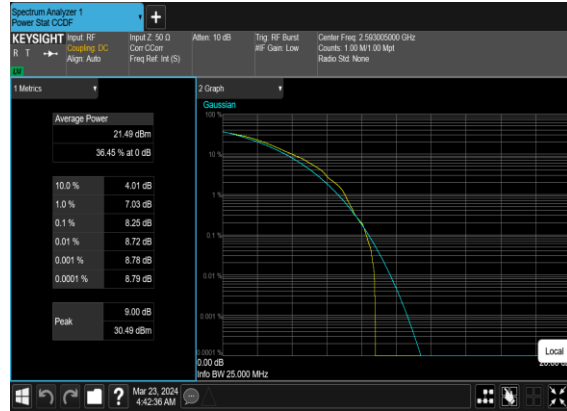 Spectrum Analyzer 1
Power Stat CCDF
KEYSIGHT
R T
LXI
Input: RF
Coupling: DC
Align: Auto
Input Z: 50 Ω
Corr CCorr
Freq Ref: Int (S)
Atten: 10 dB
Trig: RF Burst
#IF Gain: Low
Center Freq: 2.593005000 GHz
Counts: 1.00 M/1.00 Mpt
Radio Std: None
1 Metrics
Average Power
21.49 dBm
36.45 % at 0 dB
10.0 % 4.01 dB
1.0 % 7.03 dB
0.1 % 8.25 dB
0.01 % 8.72 dB
0.001 % 8.78 dB
0.0001 % 8.79 dB
Peak
9.00 dB
30.49 dBm
2 Graph
Gaussian
100 %
10 %
1 %
0.1 %
0.01 %
0.001 %
0.0001 %
0.00 dB
Info BW 25.000 MHz
Local
Mar 23, 2024
4:42:36 AM